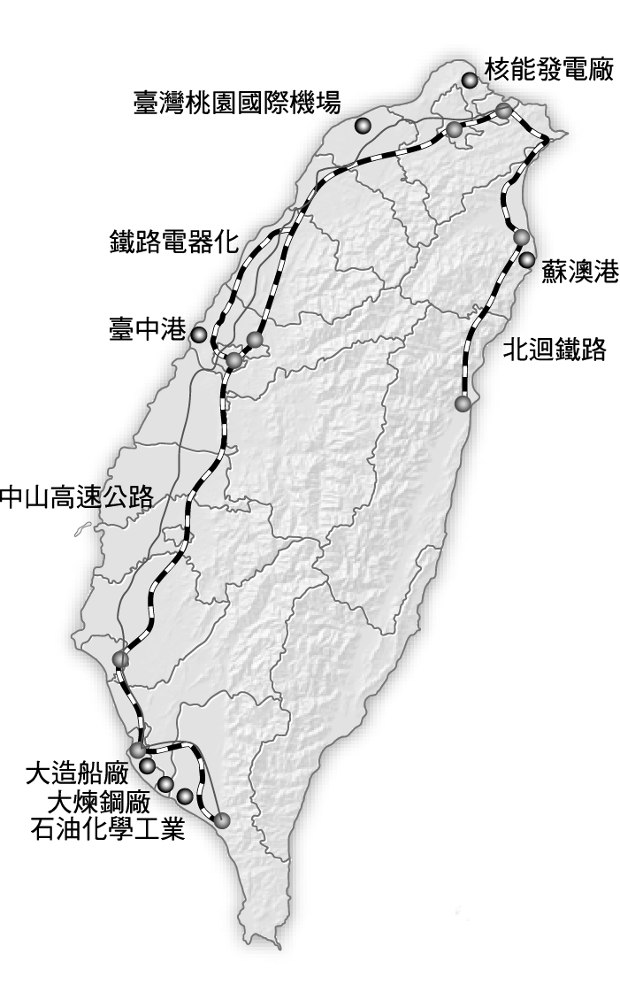 核能發電廠
臺灣桃園國際機場
鐵路電器化
蘇澳港
臺中港
北迴鐵路
中山高速公路
大造船廠
大煉鋼廠
石油化學工業